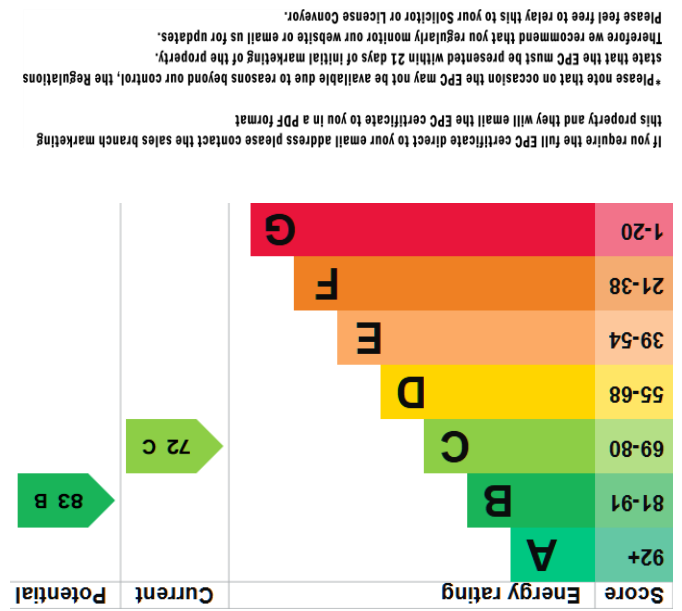 Score Energy rating Current Potential
92+ A
81-91 B 83 B
69-80 C 72 C
55-68 D
39-54 E
21-38 F
1-20 G
If you require the full EPC certificate direct to your email address please contact the sales branch marketing
this property and they will email the EPC certificate to you in a PDF format
*Please note that on occasion the EPC may not be available due to reasons beyond our control, the Regulations
state that the EPC must be presented within 21 days of initial marketing of the property.
Therefore we recommend that you regularly monitor our website or email us for updates.
Please feel free to relay this to your Solicitor or License Conveyor.